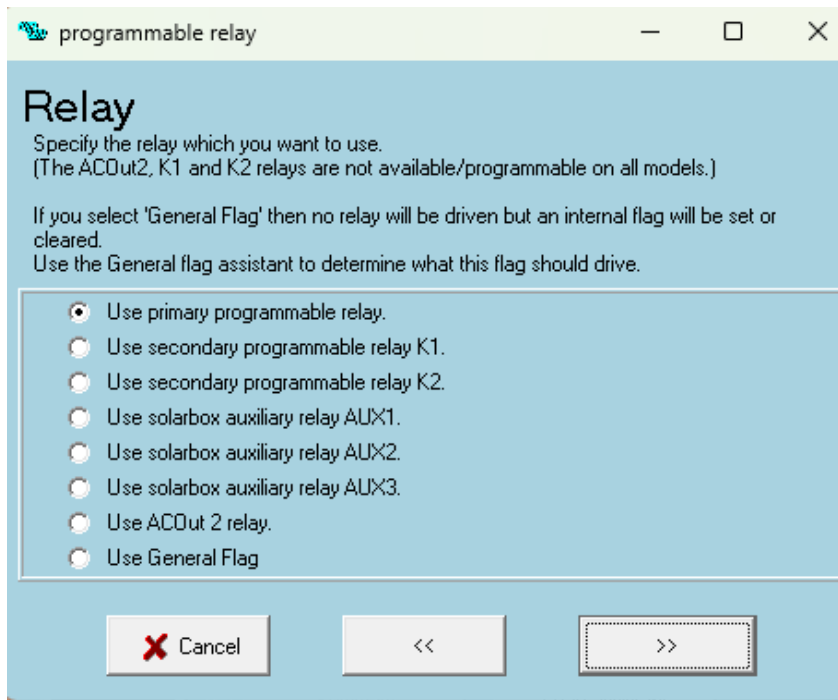 programmable relay
Relay
Specify the relay which you want to use.
(The ACOut2, K1 and K2 relays are not available/programmable on all models.)
If you select 'General Flag' then no relay will be driven but an internal flag will be set or
cleared.
Use the General flag assistant to determine what this flag should drive.
Use primary programmable relay.
Use secondary programmable relay K1.
Use secondary programmable relay K2.
Use solarbox auxiliary relay AUX1.
Use solarbox auxiliary relay AUX2.
Use solarbox auxiliary relay AUX3.
Use ACOut 2 relay.
Use General Flag
Cancel << >>